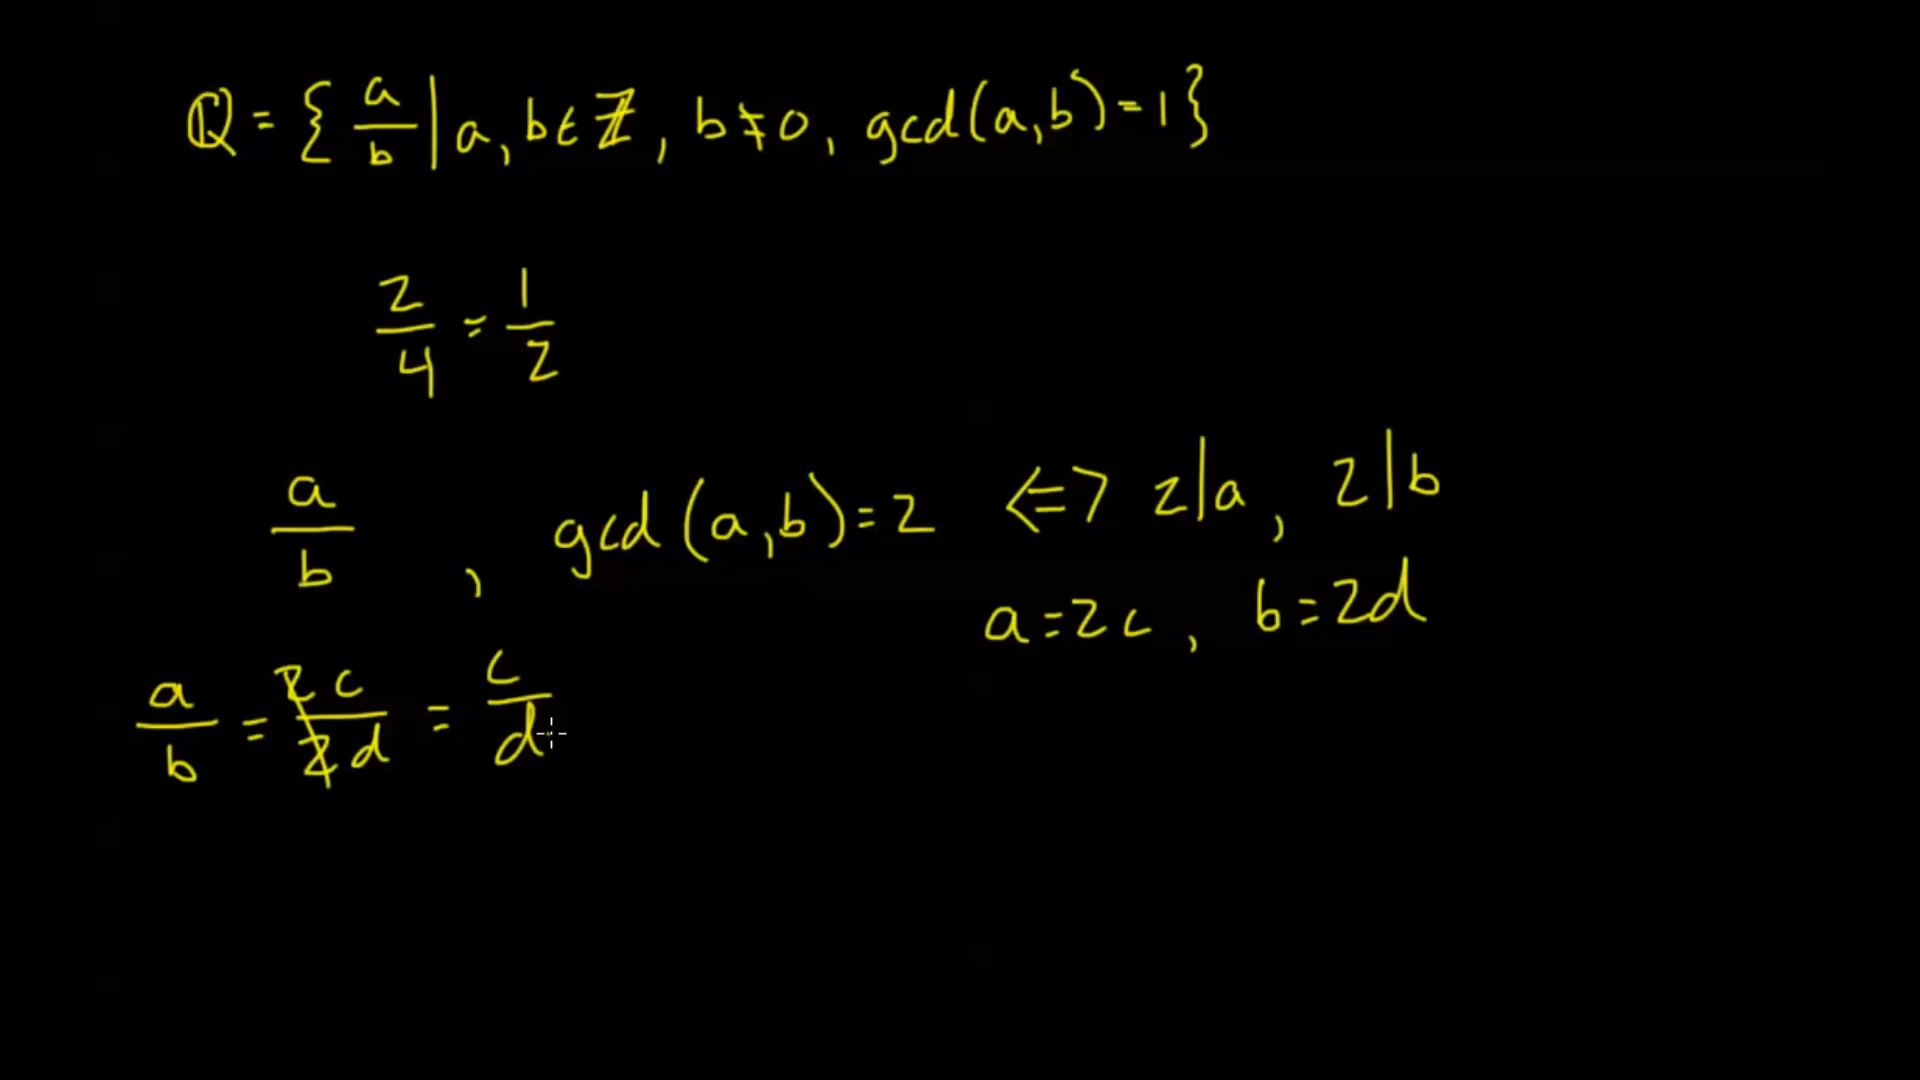 ℚ = { a/b | a, b ∈ ℤ, b ≠ 0, gcd(a,b) = 1 }
2/4 = 1/2
a/b , gcd(a,b) = 2 <=> 2|a , 2|b
a = 2c , b = 2d
a/b = 2c/2d = c/d